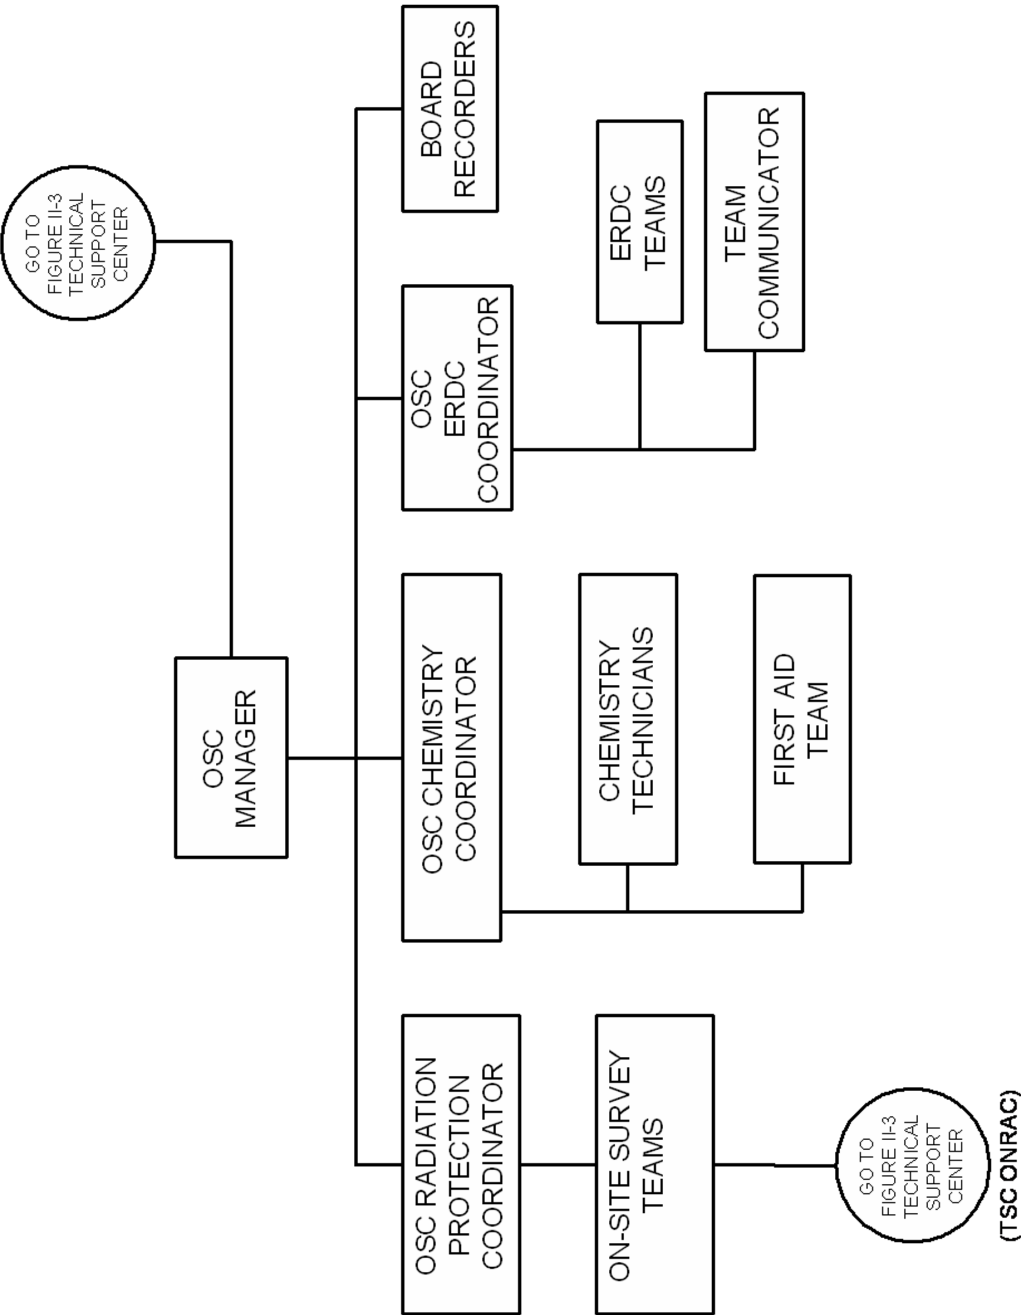 GO TO
FIGURE II-3
TECHNICAL
SUPPORT
CENTER
OSC
MANAGER
OSC RADIATION
PROTECTION
COORDINATOR
OSC CHEMISTRY
COORDINATOR
OSC
ERDC
COORDINATOR
BOARD
RECORDERS
ON-SITE SURVEY
TEAMS
CHEMISTRY
TECHNICIANS
ERDC
TEAMS
FIRST AID
TEAM
TEAM
COMMUNICATOR
GO TO
FIGURE II-3
TECHNICAL
SUPPORT
CENTER
(TSC ONRAC)